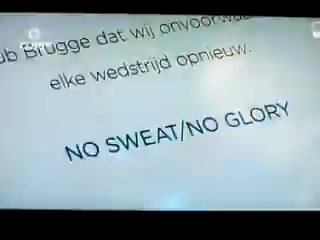 Brugge dat wij
elke wedstrijd opnieuw.
NO SWEAT/NO GLORY